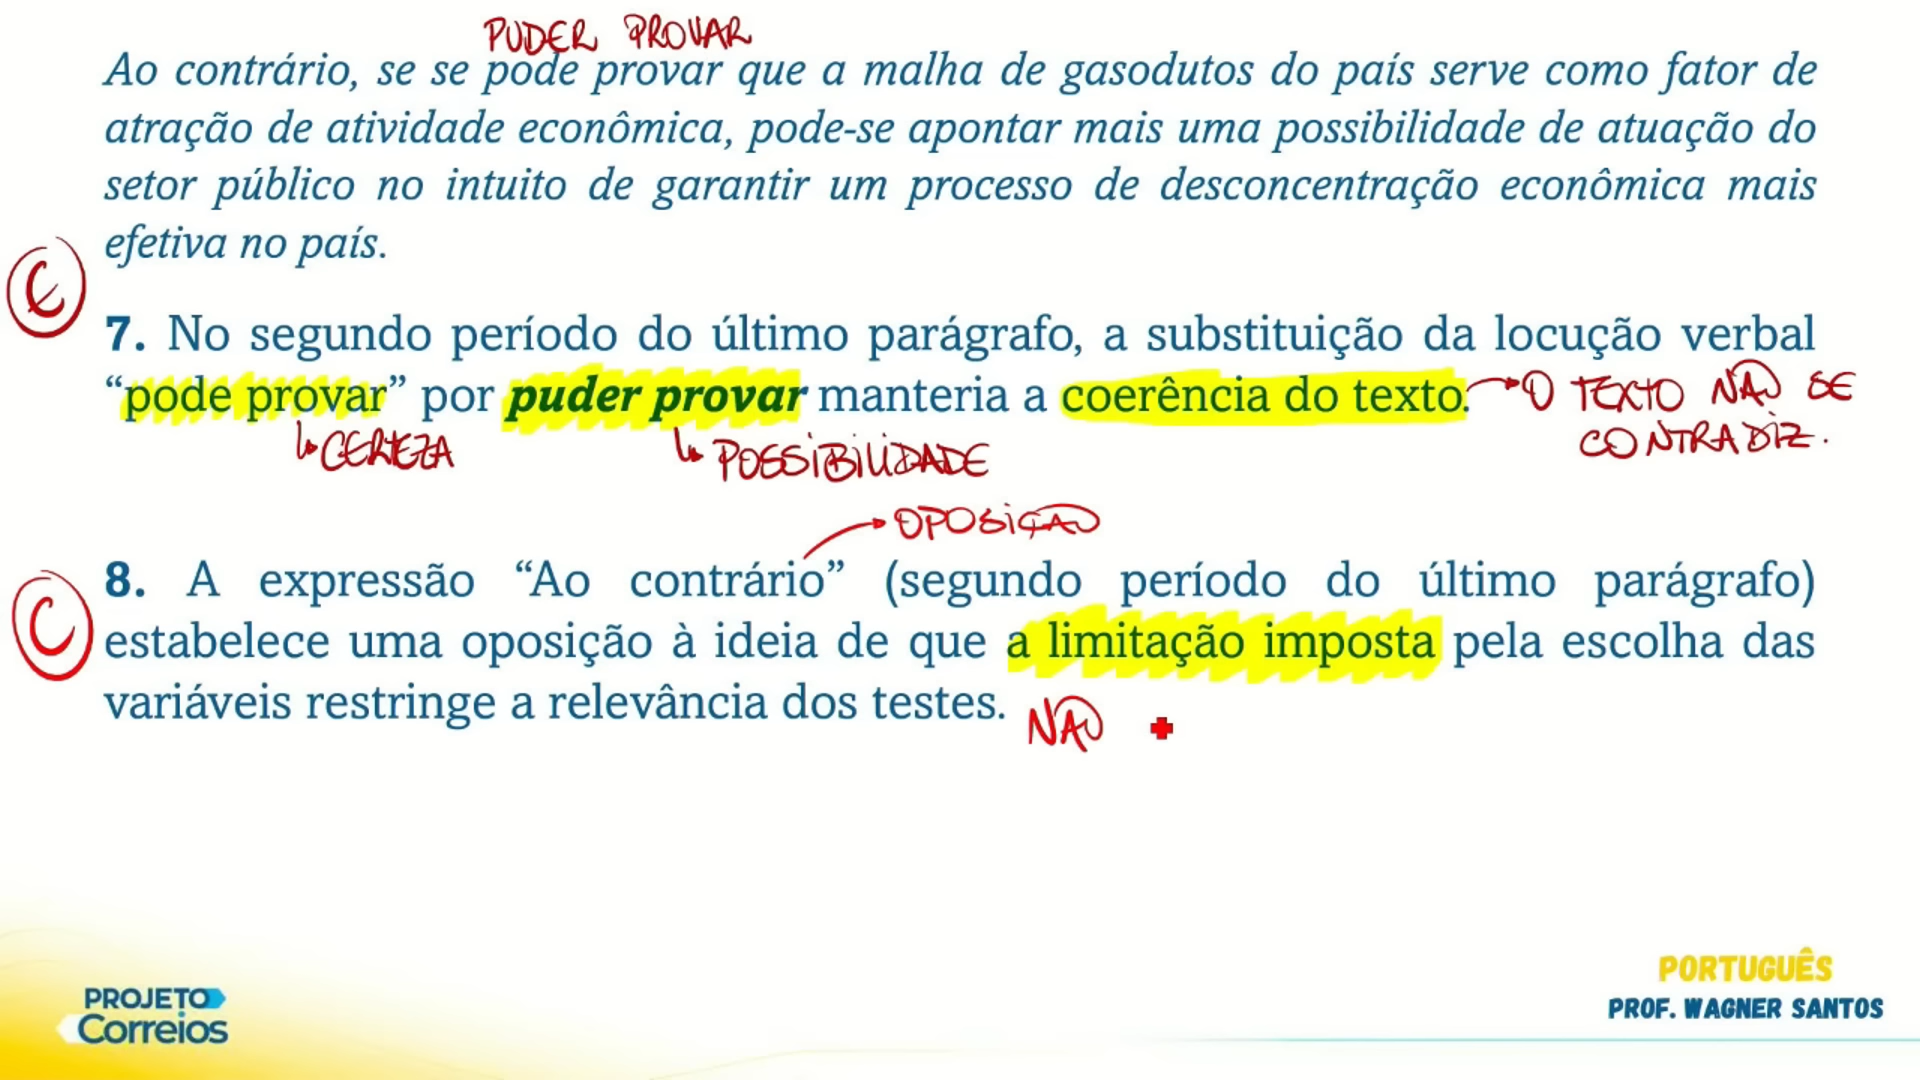 PUDER PROVAR
Ao contrário, se se pode provar que a malha de gasodutos do país serve como fator de
atração de atividade econômica, pode-se apontar mais uma possibilidade de atuação do
setor público no intuito de garantir um processo de desconcentração econômica mais
efetiva no país.
C
7. No segundo período do último parágrafo, a substituição da locução verbal
“pode provar” por puder provar manteria a coerência do texto.
O TEXTO NÃO SE
CONTRADIZ.
CERTEZA
POSSIBILIDADE
OPOSIÇÃO
C
8. A expressão “Ao contrário” (segundo período do último parágrafo)
estabelece uma oposição à ideia de que a limitação imposta pela escolha das
variáveis restringe a relevância dos testes.
NÃO
PROJETO
Correios
PORTUGUÊS
PROF. WAGNER SANTOS